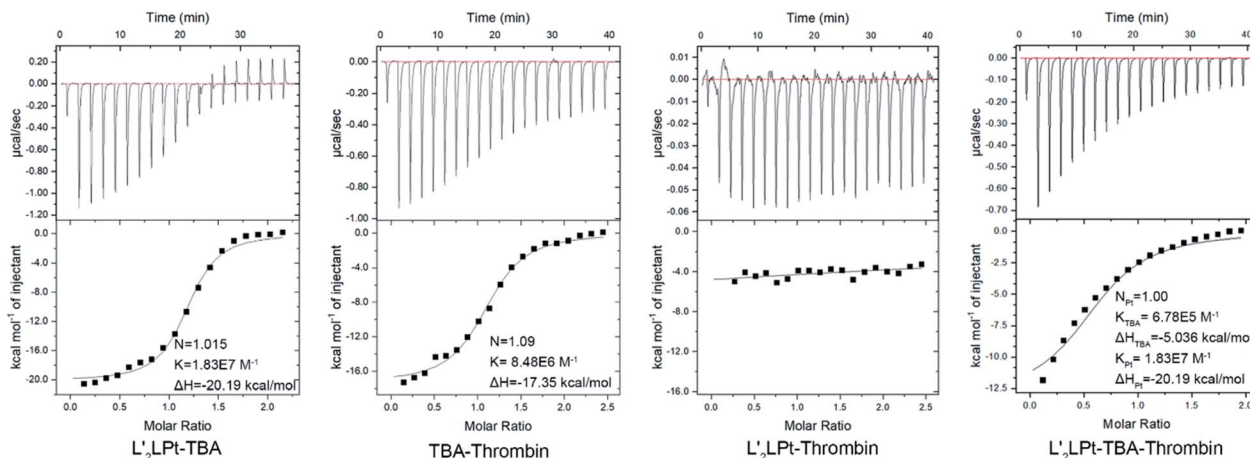 Time (min)
0 10 20 30
0.20
0.00
-0.20
-0.40
-0.60
-0.80
-1.00
-1.20
µcal/sec
0.0
-4.0
-8.0
-12.0
-16.0
-20.0
kcal mol⁻¹ of injectant
N=1.015
K=1.83E7 M⁻¹
ΔH=-20.19 kcal/mol
0.0 0.5 1.0 1.5 2.0
Molar Ratio
L'₂LPt-TBA
Time (min)
0 10 20 30 40
0.00
-0.20
-0.40
-0.60
-0.80
-1.00
µcal/sec
0.0
-4.0
-8.0
-12.0
-16.0
kcal mol⁻¹ of injectant
N=1.09
K= 8.48E6 M⁻¹
ΔH=-17.35 kcal/mol
0.0 0.5 1.0 1.5 2.0 2.5
Molar Ratio
TBA-Thrombin
Time (min)
0 10 20 30 40
0.01
0.00
-0.01
-0.02
-0.03
-0.04
-0.05
-0.06
µcal/sec
0.0
-4.0
-8.0
-12.0
-16.0
kcal mol⁻¹ of injectant
0.0 0.5 1.0 1.5 2.0 2.5
Molar Ratio
L'₂LPt-Thrombin
Time (min)
0 5 10 15 20 25 30 35 40
0.00
-0.10
-0.20
-0.30
-0.40
-0.50
-0.60
-0.70
µcal/sec
0.0
-2.5
-5.0
-7.5
-10.0
-12.5
kcal mol⁻¹ of injectant
N_Pt=1.00
K_TBA= 6.78E5 M⁻¹
ΔH_TBA=-5.036 kcal/mol
K_Pt= 1.83E7 M⁻¹
ΔH_Pt=-20.19 kcal/mol
0.0 0.5 1.0 1.5 2.0
Molar Ratio
L'₂LPt-TBA-Thrombin